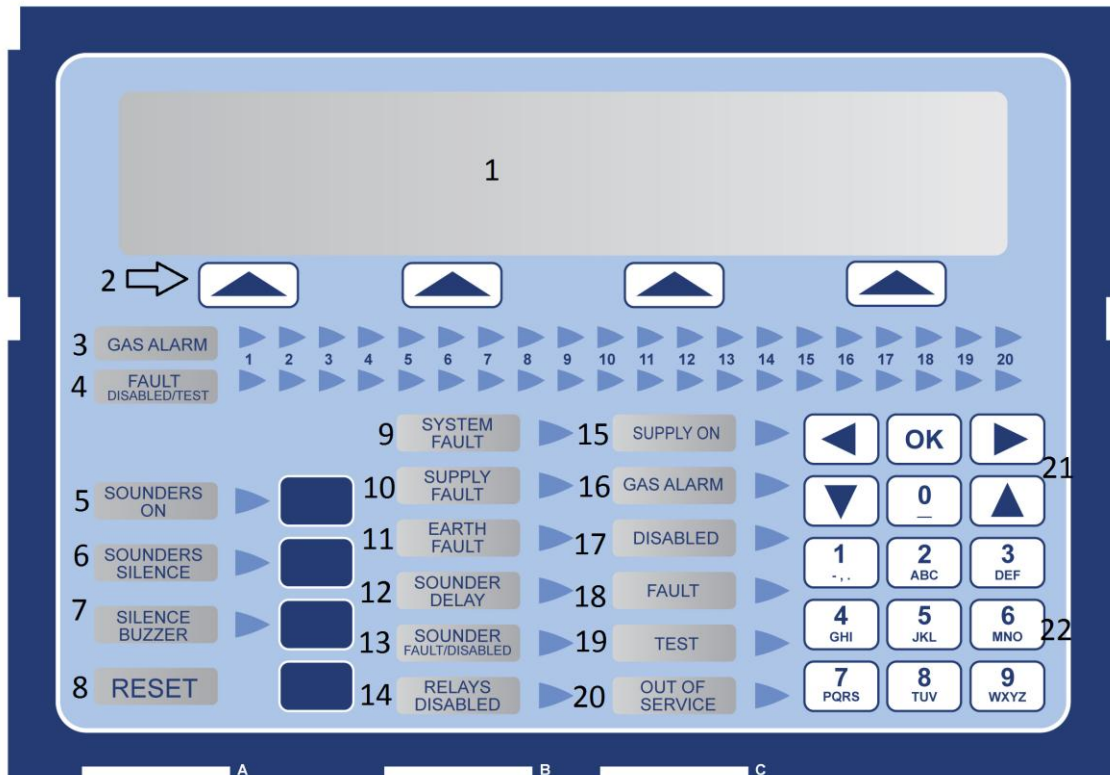 1
2
3 GAS ALARM
1 2 3 4 5 6 7 8 9 10 11 12 13 14 15 16 17 18 19 20
4 FAULT
DISABLED/TEST
5 SOUNDERS
ON
6 SOUNDERS
SILENCE
7 SILENCE
BUZZER
8 RESET
9 SYSTEM
FAULT
10 SUPPLY
FAULT
11 EARTH
FAULT
12 SOUNDER
DELAY
13 SOUNDER
FAULT/DISABLED
14 RELAYS
DISABLED
15 SUPPLY ON
16 GAS ALARM
17 DISABLED
18 FAULT
19 TEST
20 OUT OF
SERVICE
OK
21
0
_
1 2 3
-,. ABC DEF
4 5 6
GHI JKL MNO
22
7 8 9
PQRS TUV WXYZ
A B C